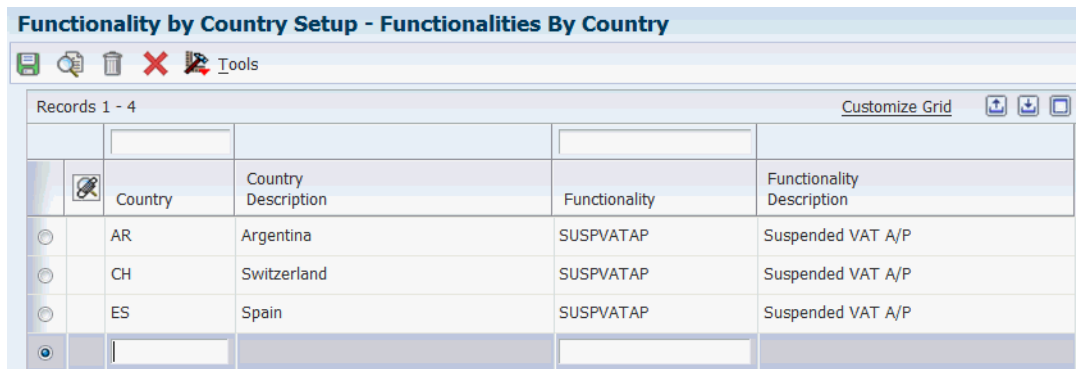 Functionality by Country Setup - Functionalities By Country
Tools
Records 1 - 4 Customize Grid
Country Country Description Functionality Functionality Description
AR Argentina SUSPVATAP Suspended VAT A/P
CH Switzerland SUSPVATAP Suspended VAT A/P
ES Spain SUSPVATAP Suspended VAT A/P